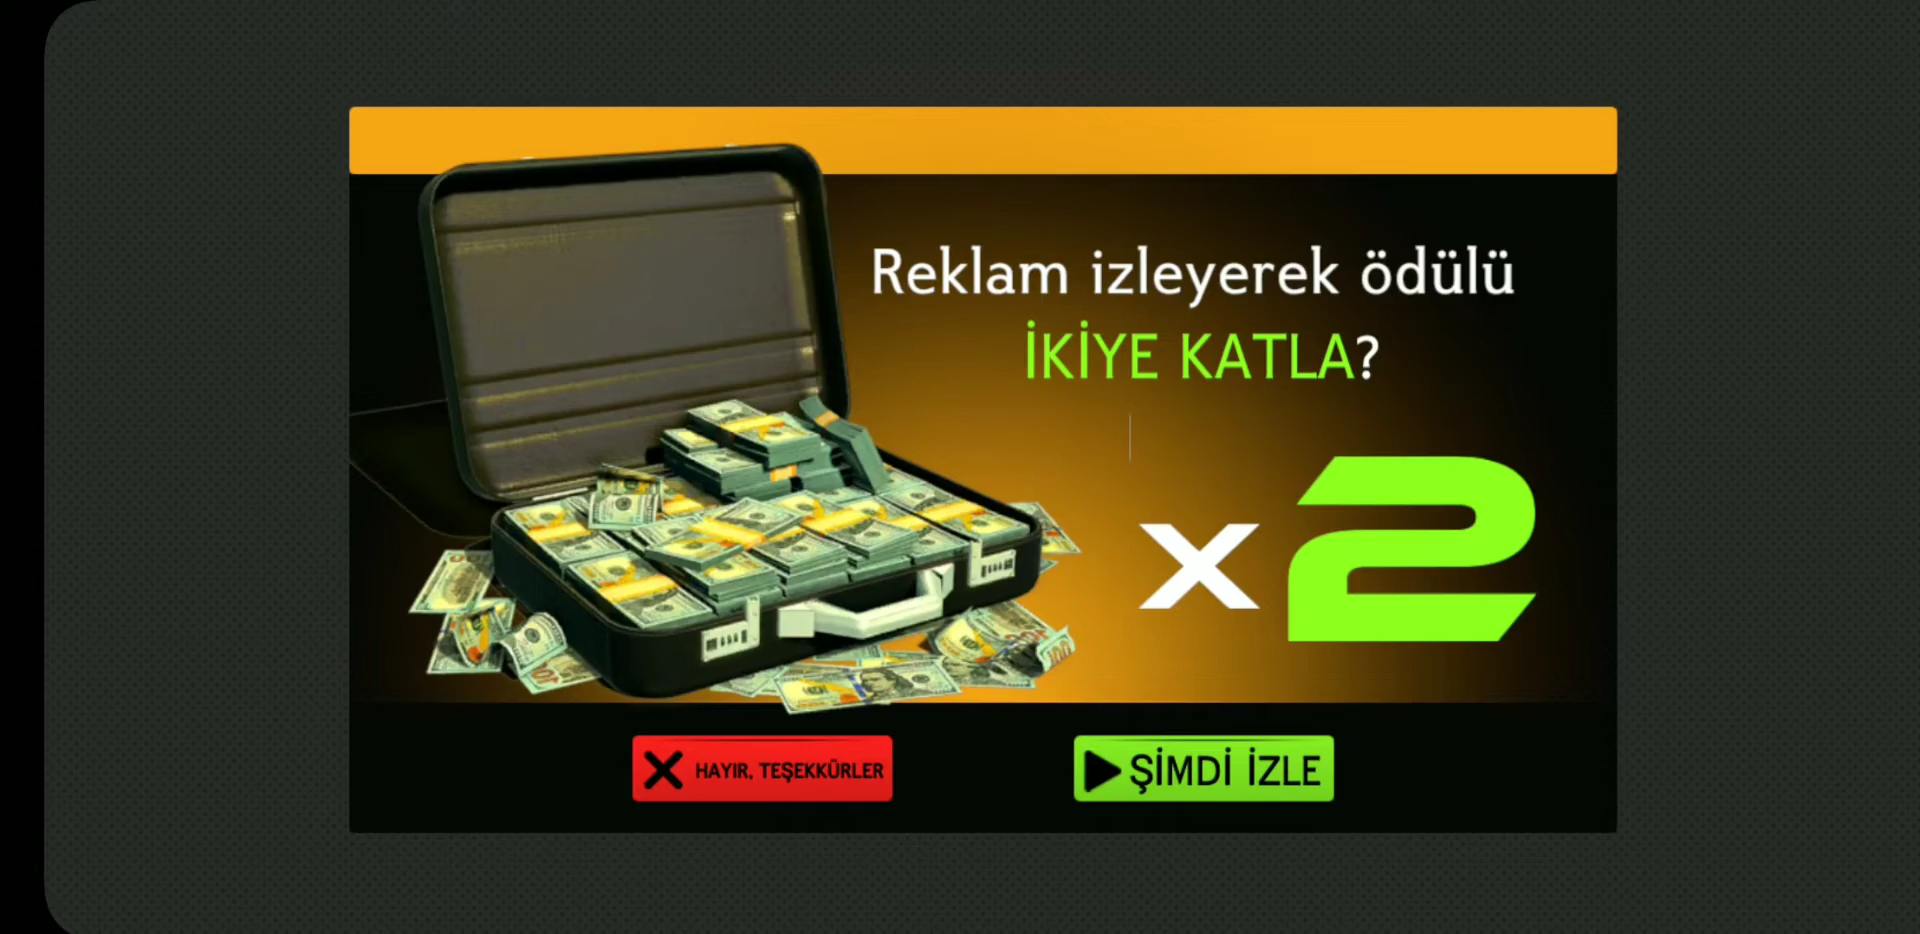 Reklam izleyerek ödülü
İKİYE KATLA?
x2
HAYIR, TEŞEKKÜRLER
ŞİMDİ İZLE